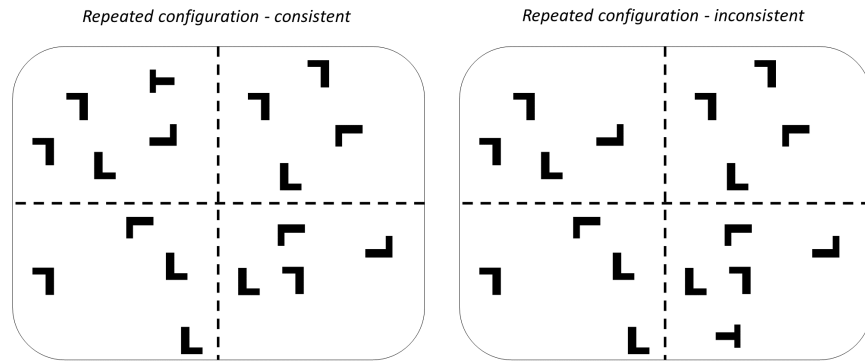 Repeated configuration - consistent
Repeated configuration - inconsistent